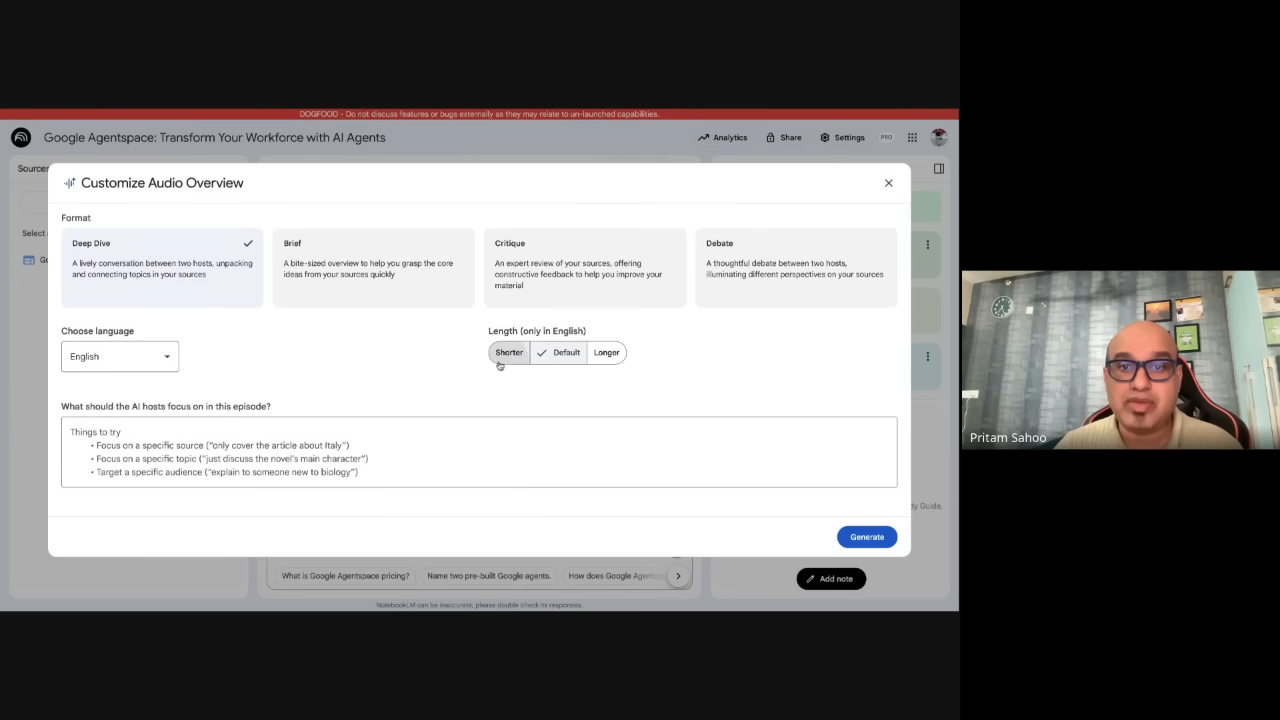 DOGFOOD - Do not discuss features or bugs externally as they may relate to un-launched capabilities.
Google Agentspace: Transform Your Workforce with AI Agents
Analytics
Share
Settings
PRO
Sources
Customize Audio Overview
Format
Deep Dive
A lively conversation between two hosts, unpacking
and connecting topics in your sources
Brief
A bite-sized overview to help you grasp the core
ideas from your sources quickly
Critique
An expert review of your sources, offering
constructive feedback to help you improve your
material
Debate
A thoughtful debate between two hosts,
illuminating different perspectives on your sources
Select
Go
Choose language
English
Length (only in English)
Shorter
Default
Longer
What should the AI hosts focus on in this episode?
Things to try
• Focus on a specific source ("only cover the article about Italy")
• Focus on a specific topic ("just discuss the novel's main character")
• Target a specific audience ("explain to someone new to biology")
Generate
dy Guide,
What is Google Agentspace pricing?
Name two pre-built Google agents.
How does Google Agentsp
Add note
NotebookLM can be inaccurate; please double check its responses.
Pritam Sahoo